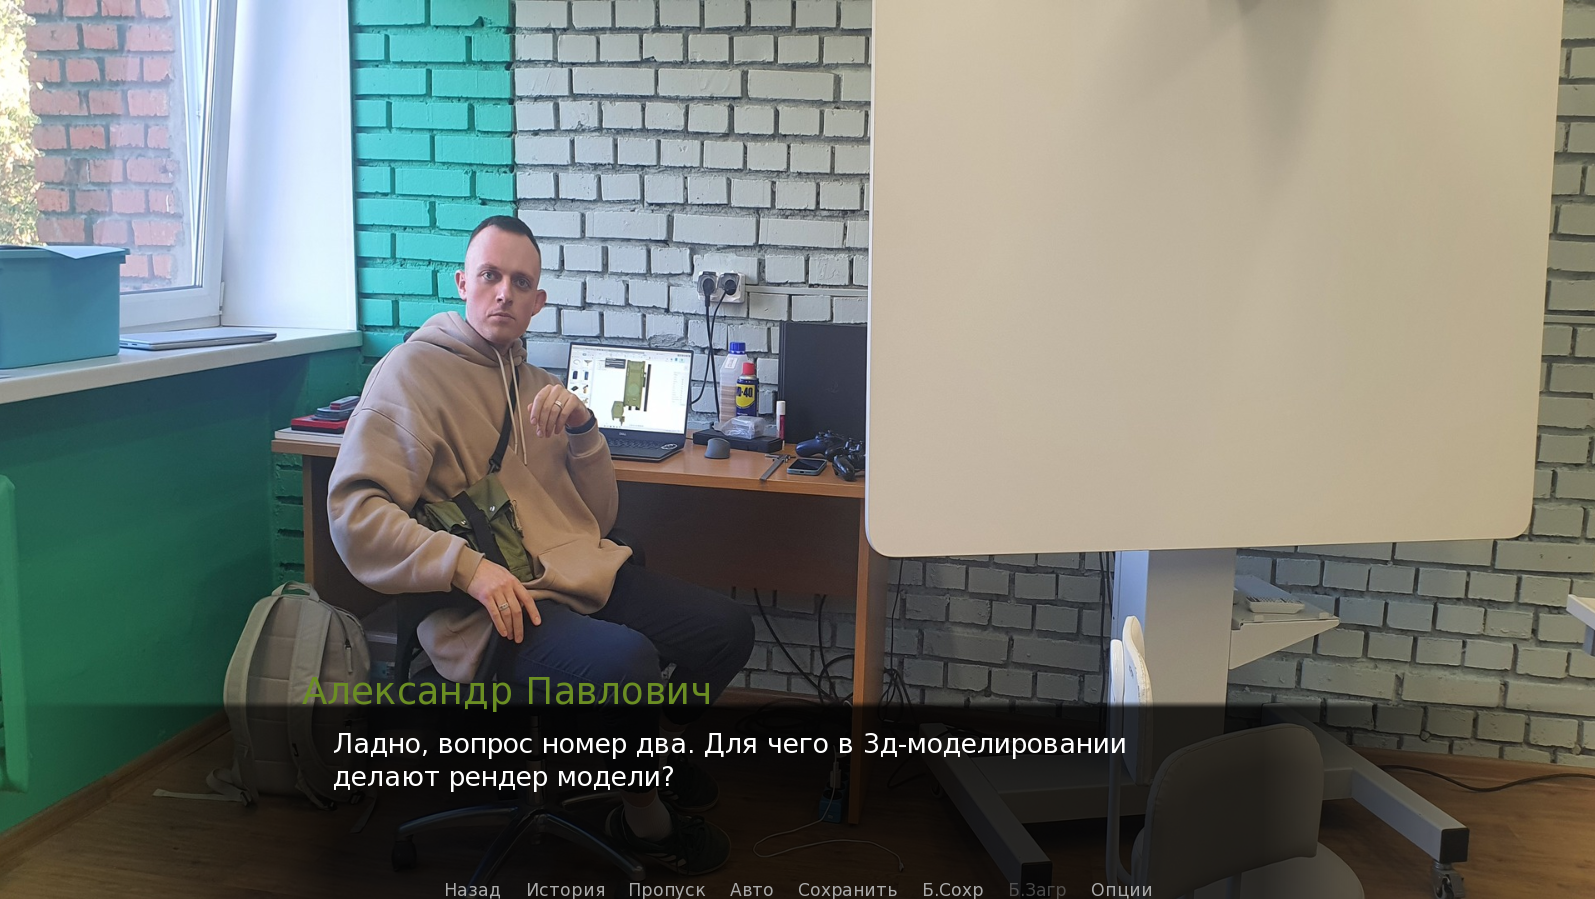 Александр Павлович
Ладно, вопрос номер два. Для чего в 3д-моделировании
делают рендер модели?
Назад История Пропуск Авто Сохранить Б.Сохр Б.Загр Опции